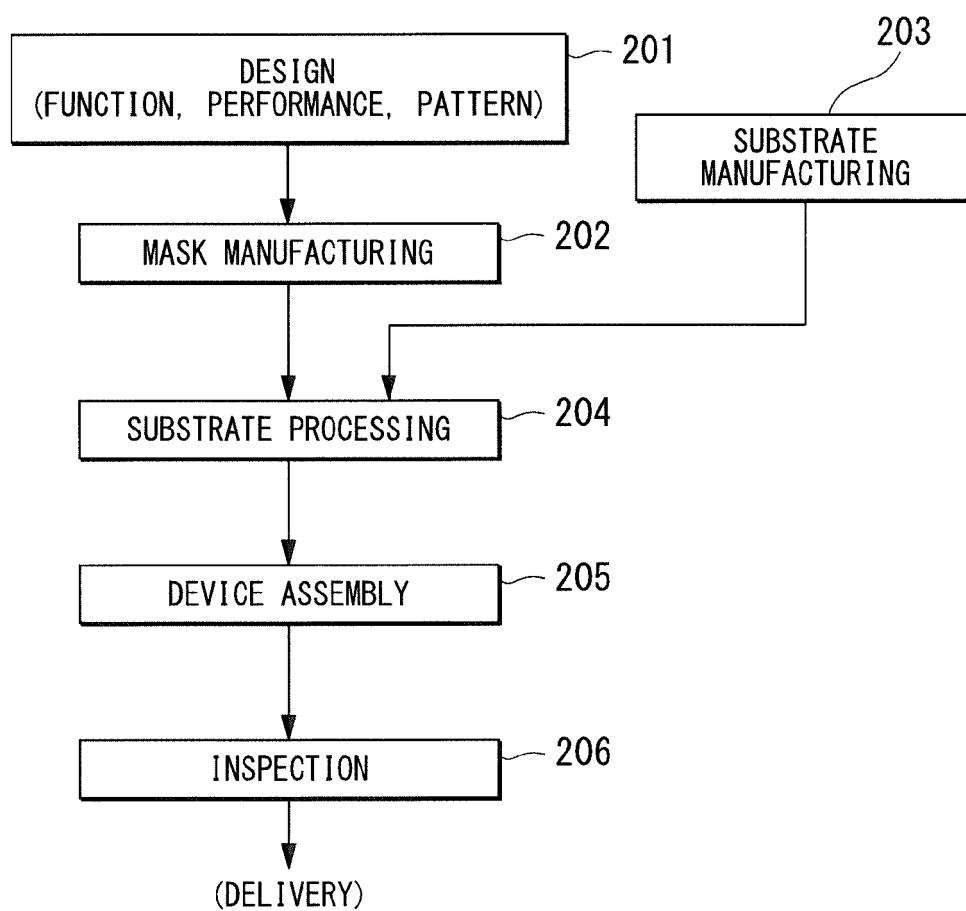 DESIGN
(FUNCTION, PERFORMANCE, PATTERN)
201
203
SUBSTRATE
MANUFACTURING
MASK MANUFACTURING
202
SUBSTRATE PROCESSING
204
DEVICE ASSEMBLY
205
INSPECTION
206
(DELIVERY)